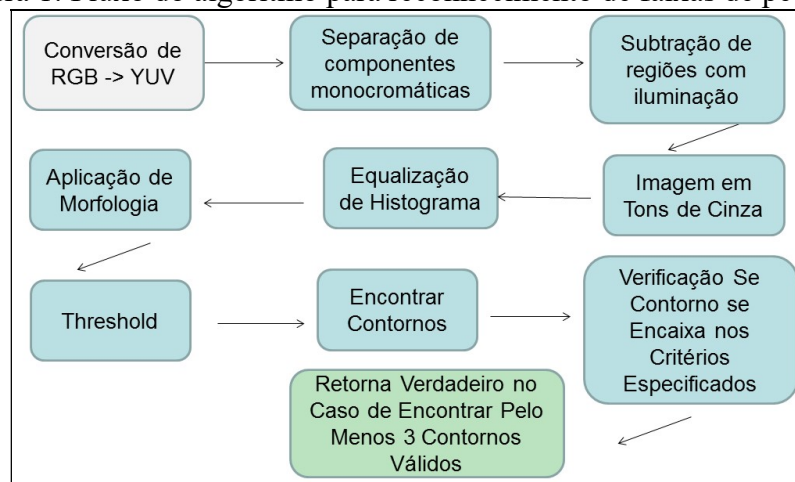 Conversão de
RGB -> YUV
Separação de
componentes
monocromáticas
Subtração de
regiões com
iluminação
Imagem em
Tons de Cinza
Equalização
de Histograma
Aplicação de
Morfologia
Threshold
Encontrar
Contornos
Verificação Se
Contorno se
Encaixa nos
Critérios
Especificados
Retorna Verdadeiro no
Caso de Encontrar Pelo
Menos 3 Contornos
Válidos